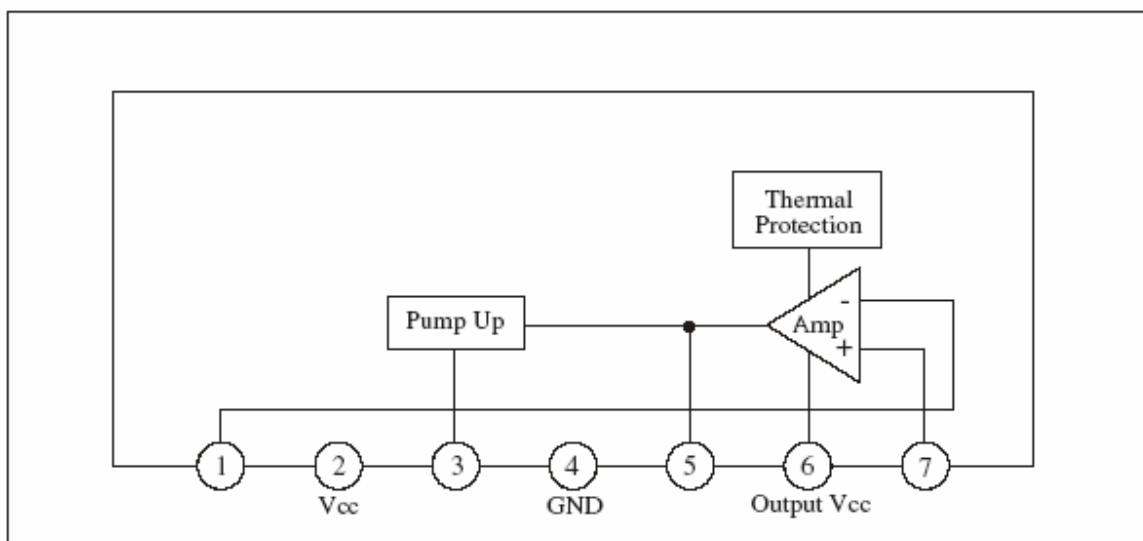 Thermal
Protection
Pump Up
Amp
-
+
1 2 3 4 5 6 7
Vcc GND Output Vcc